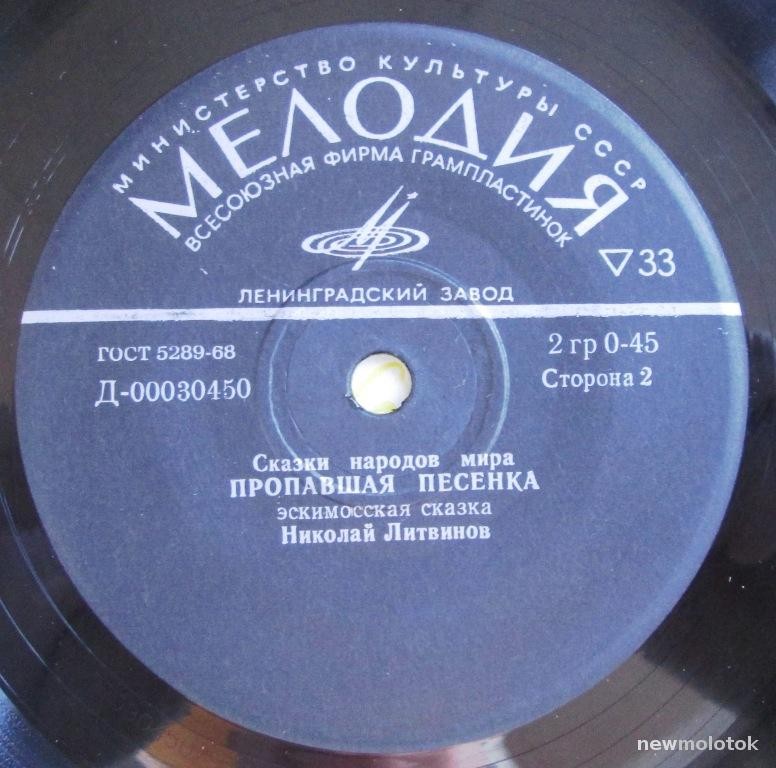 МИНИСТЕРСТВО КУЛЬТУРЫ СССР
МЕЛОДИЯ
ВСЕСОЮЗНАЯ ФИРМА ГРАМПЛАСТИНОК
33
ЛЕНИНГРАДСКИЙ ЗАВОД
ГОСТ 5289-68
2 гр 0-45
Д-00030450
Сторона 2
Сказки народов мира
ПРОПАВШАЯ ПЕСЕНКА
эскимосская сказка
Николай Литвинов
newmolotok